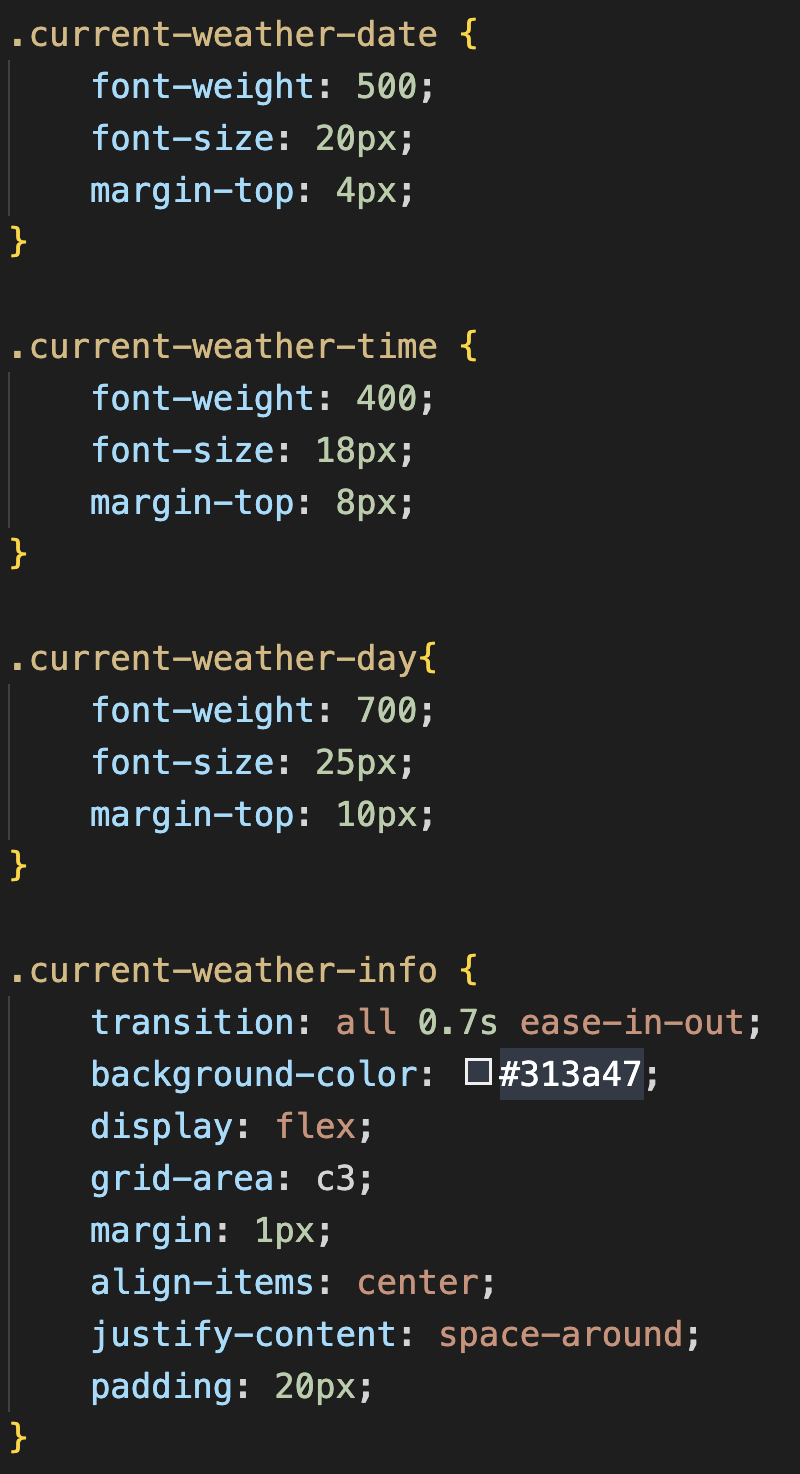 .current-weather-date {
    font-weight: 500;
    font-size: 20px;
    margin-top: 4px;
}

.current-weather-time {
    font-weight: 400;
    font-size: 18px;
    margin-top: 8px;
}

.current-weather-day{
    font-weight: 700;
    font-size: 25px;
    margin-top: 10px;
}

.current-weather-info {
    transition: all 0.7s ease-in-out;
    background-color: #313a47;
    display: flex;
    grid-area: c3;
    margin: 1px;
    align-items: center;
    justify-content: space-around;
    padding: 20px;
}